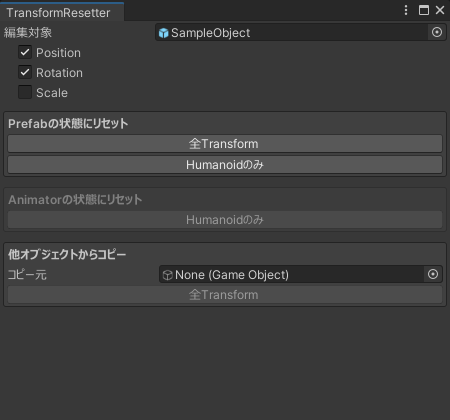 TransformResetter
編集対象 SampleObject
Position
Rotation
Scale
Prefabの状態にリセット
全Transform
Humanoidのみ
Animatorの状態にリセット
Humanoidのみ
他オブジェクトからコピー
コピー元 None (Game Object)
全Transform